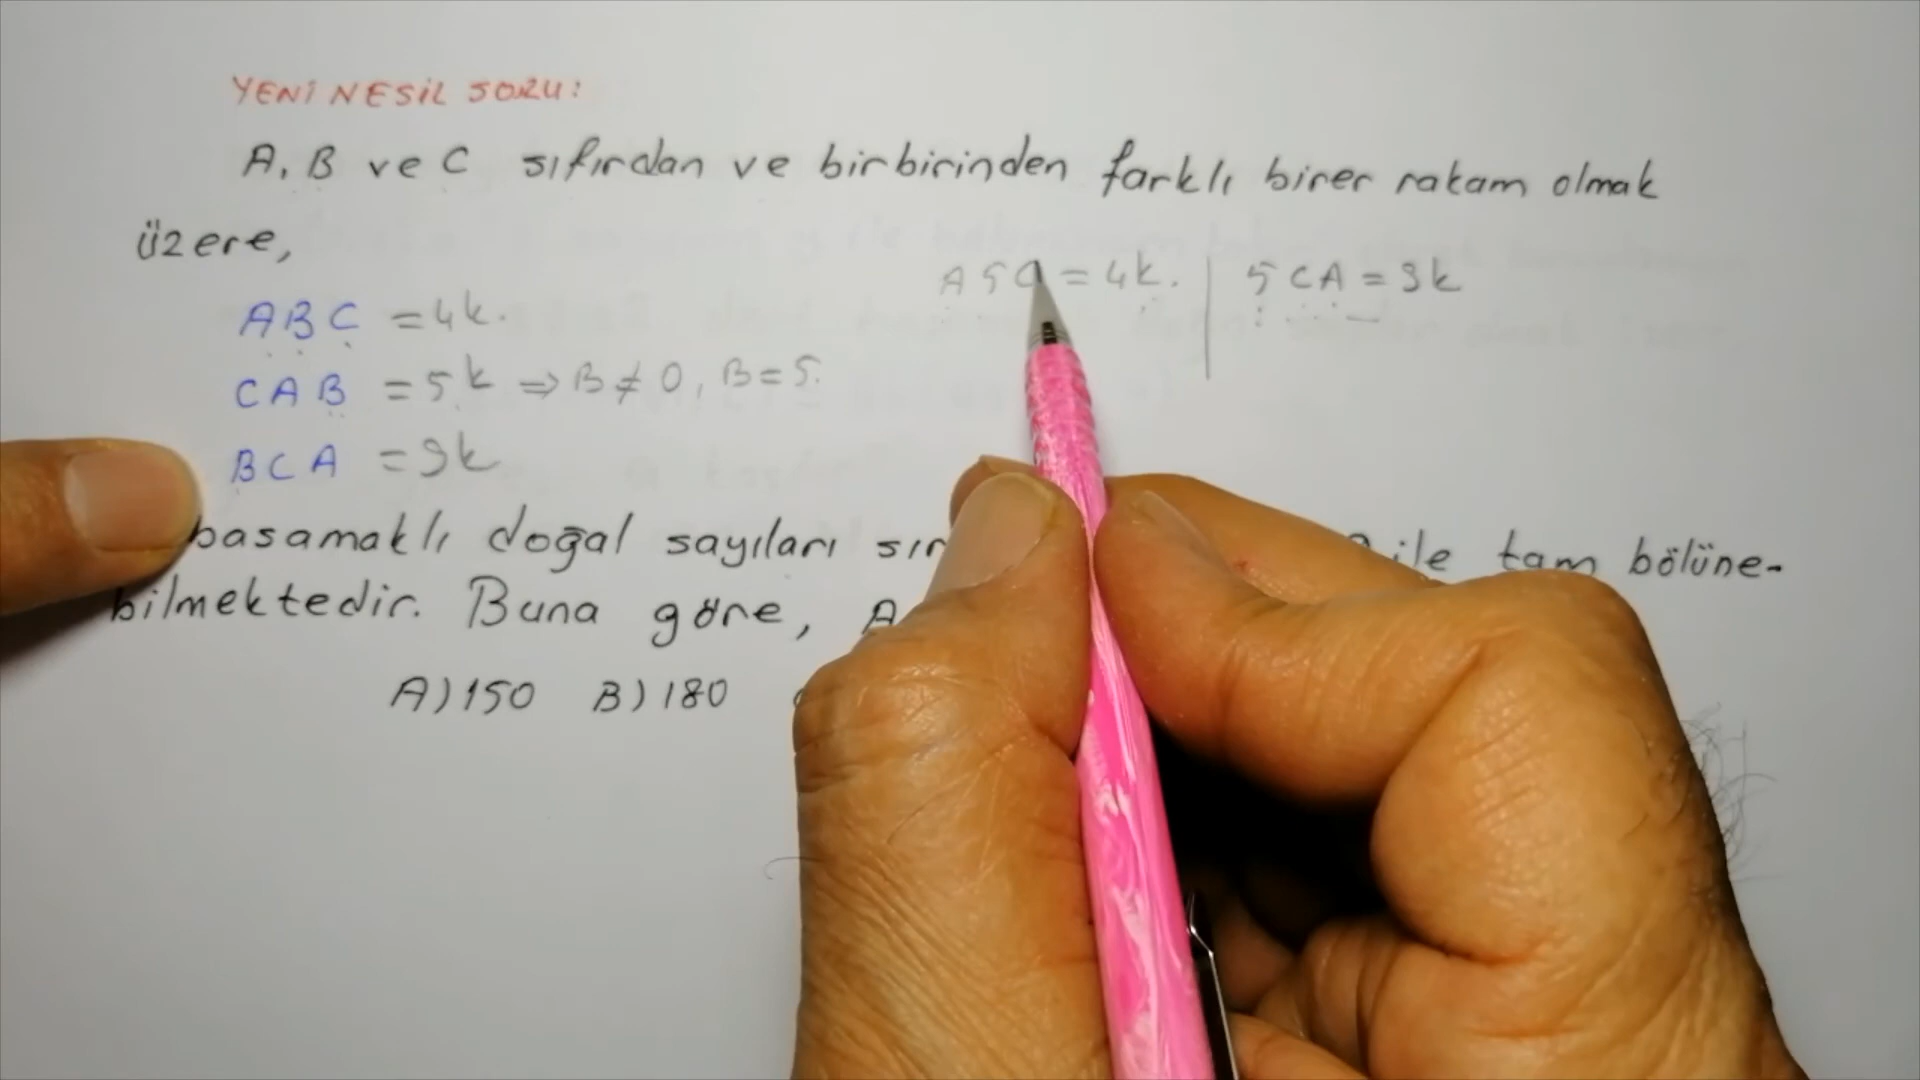 YENİ NESİL SORU:
A, B ve C sıfırdan ve birbirinden farklı birer rakam olmak
üzere,
ABC = 4k.
CAB = 5k ⇒ B ≠ 0, B = 5.
BCA = 9k
A5C = 4k. | 5CA = 9k
basamaklı doğal sayıları ile tam bölüne-
bilmektedir. Buna göre, A
A) 150 B) 180